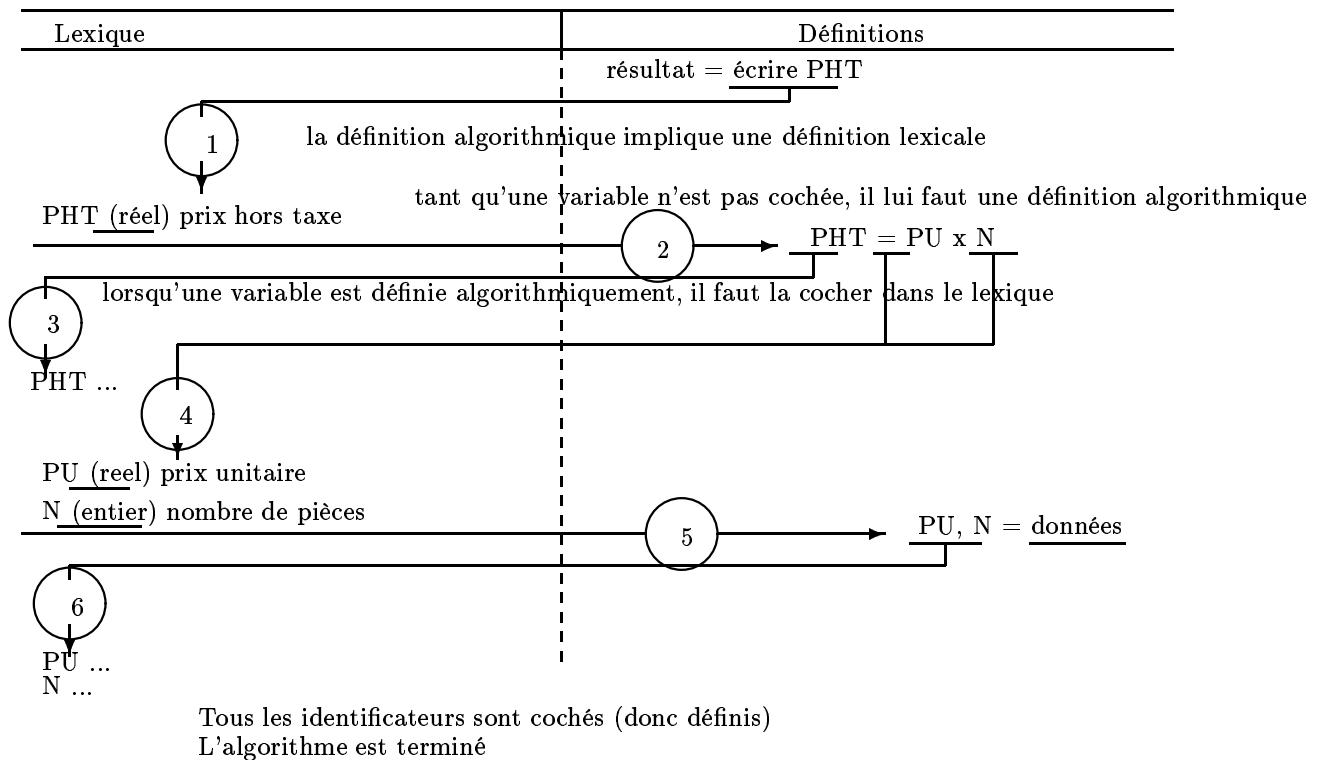 Lexique
Définitions
résultat = écrire PHT
1
la définition algorithmique implique une définition lexicale
tant qu'une variable n'est pas cochée, il lui faut une définition algorithmique
PHT (réel) prix hors taxe
2
PHT = PU x N
lorsqu'une variable est définie algorithmiquement, il faut la cocher dans le lexique
3
PHT ...
4
PU (reel) prix unitaire
N (entier) nombre de pièces
5
PU, N = données
6
PU ...
N ...
Tous les identificateurs sont cochés (donc définis)
L'algorithme est terminé